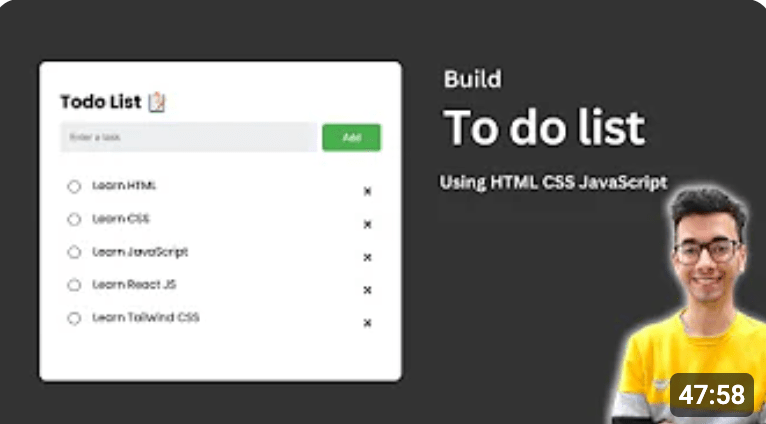 Todo List
Enter a task
Add
Learn HTML
Learn CSS
Learn JavaScript
Learn React JS
Learn Tailwind CSS
Build
To do list
Using HTML CSS JavaScript
47:58